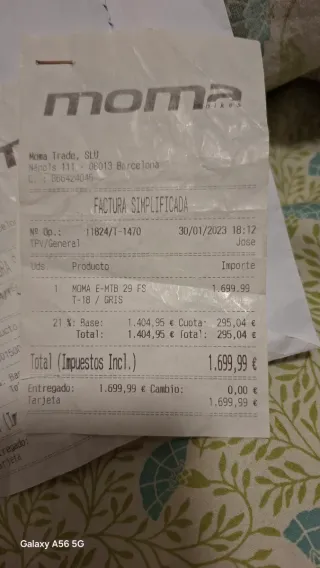 moma
BIKES
Moma Trade, SLU
Nàpols 131 - 08013 Barcelona
FACTURA SIMPLIFICADA
Nº Op.: 11824/T-1470 30/01/2023 18:12
TPV/General Jose
Uds Producto Importe
1 MOMA E-MTB 29 FS 1.699,99
T-18 / GRIS
21 %: Base: 1.404,95 € Cuota: 295,04 €
Total: 1.404,95 € Total: 295,04 €
Total (Impuestos Incl.) 1.699,99 €
Entregado: 1.699,99 € Cambio: 0,00 €
Tarjeta 1.699,99 €
Galaxy A56 5G